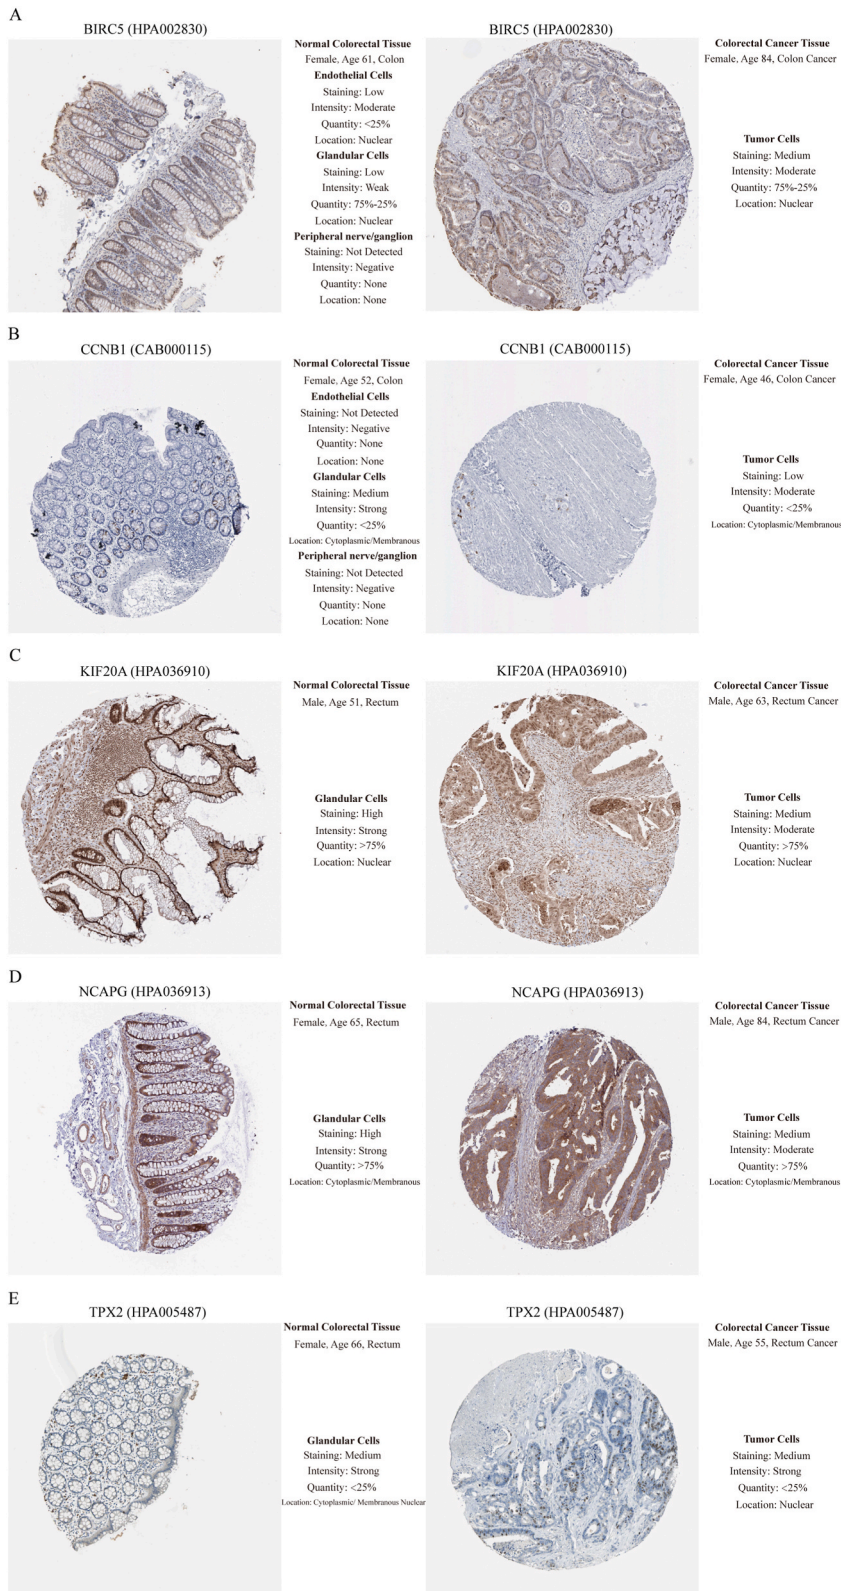 A
BIRC5 (HPA002830)
Normal Colorectal Tissue
Female, Age 61, Colon
Endothelial Cells
Staining: Low
Intensity: Moderate
Quantity: <25%
Location: Nuclear
Glandular Cells
Staining: Low
Intensity: Weak
Quantity: 75%-25%
Location: Nuclear
Peripheral nerve/ganglion
Staining: Not Detected
Intensity: Negative
Quantity: None
Location: None
BIRC5 (HPA002830)
Colorectal Cancer Tissue
Female, Age 84, Colon Cancer
Tumor Cells
Staining: Medium
Intensity: Moderate
Quantity: 75%-25%
Location: Nuclear
B
CCNB1 (CAB000115)
Normal Colorectal Tissue
Female, Age 52, Colon
Endothelial Cells
Staining: Not Detected
Intensity: Negative
Quantity: None
Location: None
Glandular Cells
Staining: Medium
Intensity: Strong
Quantity: <25%
Location: Cytoplasmic/Membranous
Peripheral nerve/ganglion
Staining: Not Detected
Intensity: Negative
Quantity: None
Location: None
CCNB1 (CAB000115)
Colorectal Cancer Tissue
Female, Age 46, Colon Cancer
Tumor Cells
Staining: Low
Intensity: Moderate
Quantity: <25%
Location: Cytoplasmic/Membranous
C
KIF20A (HPA036910)
Normal Colorectal Tissue
Male, Age 51, Rectum
Glandular Cells
Staining: High
Intensity: Strong
Quantity: >75%
Location: Nuclear
KIF20A (HPA036910)
Colorectal Cancer Tissue
Male, Age 63, Rectum Cancer
Tumor Cells
Staining: Medium
Intensity: Moderate
Quantity: >75%
Location: Nuclear
D
NCAPG (HPA036913)
Normal Colorectal Tissue
Female, Age 65, Rectum
Glandular Cells
Staining: High
Intensity: Strong
Quantity: >75%
Location: Cytoplasmic/Membranous
NCAPG (HPA036913)
Colorectal Cancer Tissue
Male, Age 84, Rectum Cancer
Tumor Cells
Staining: Medium
Intensity: Moderate
Quantity: >75%
Location: Cytoplasmic/Membranous
E
TPX2 (HPA005487)
Normal Colorectal Tissue
Female, Age 66, Rectum
Glandular Cells
Staining: Medium
Intensity: Strong
Quantity: <25%
Location: Cytoplasmic/ Membranous Nuclear
TPX2 (HPA005487)
Colorectal Cancer Tissue
Male, Age 55, Rectum Cancer
Tumor Cells
Staining: Medium
Intensity: Strong
Quantity: <25%
Location: Nuclear